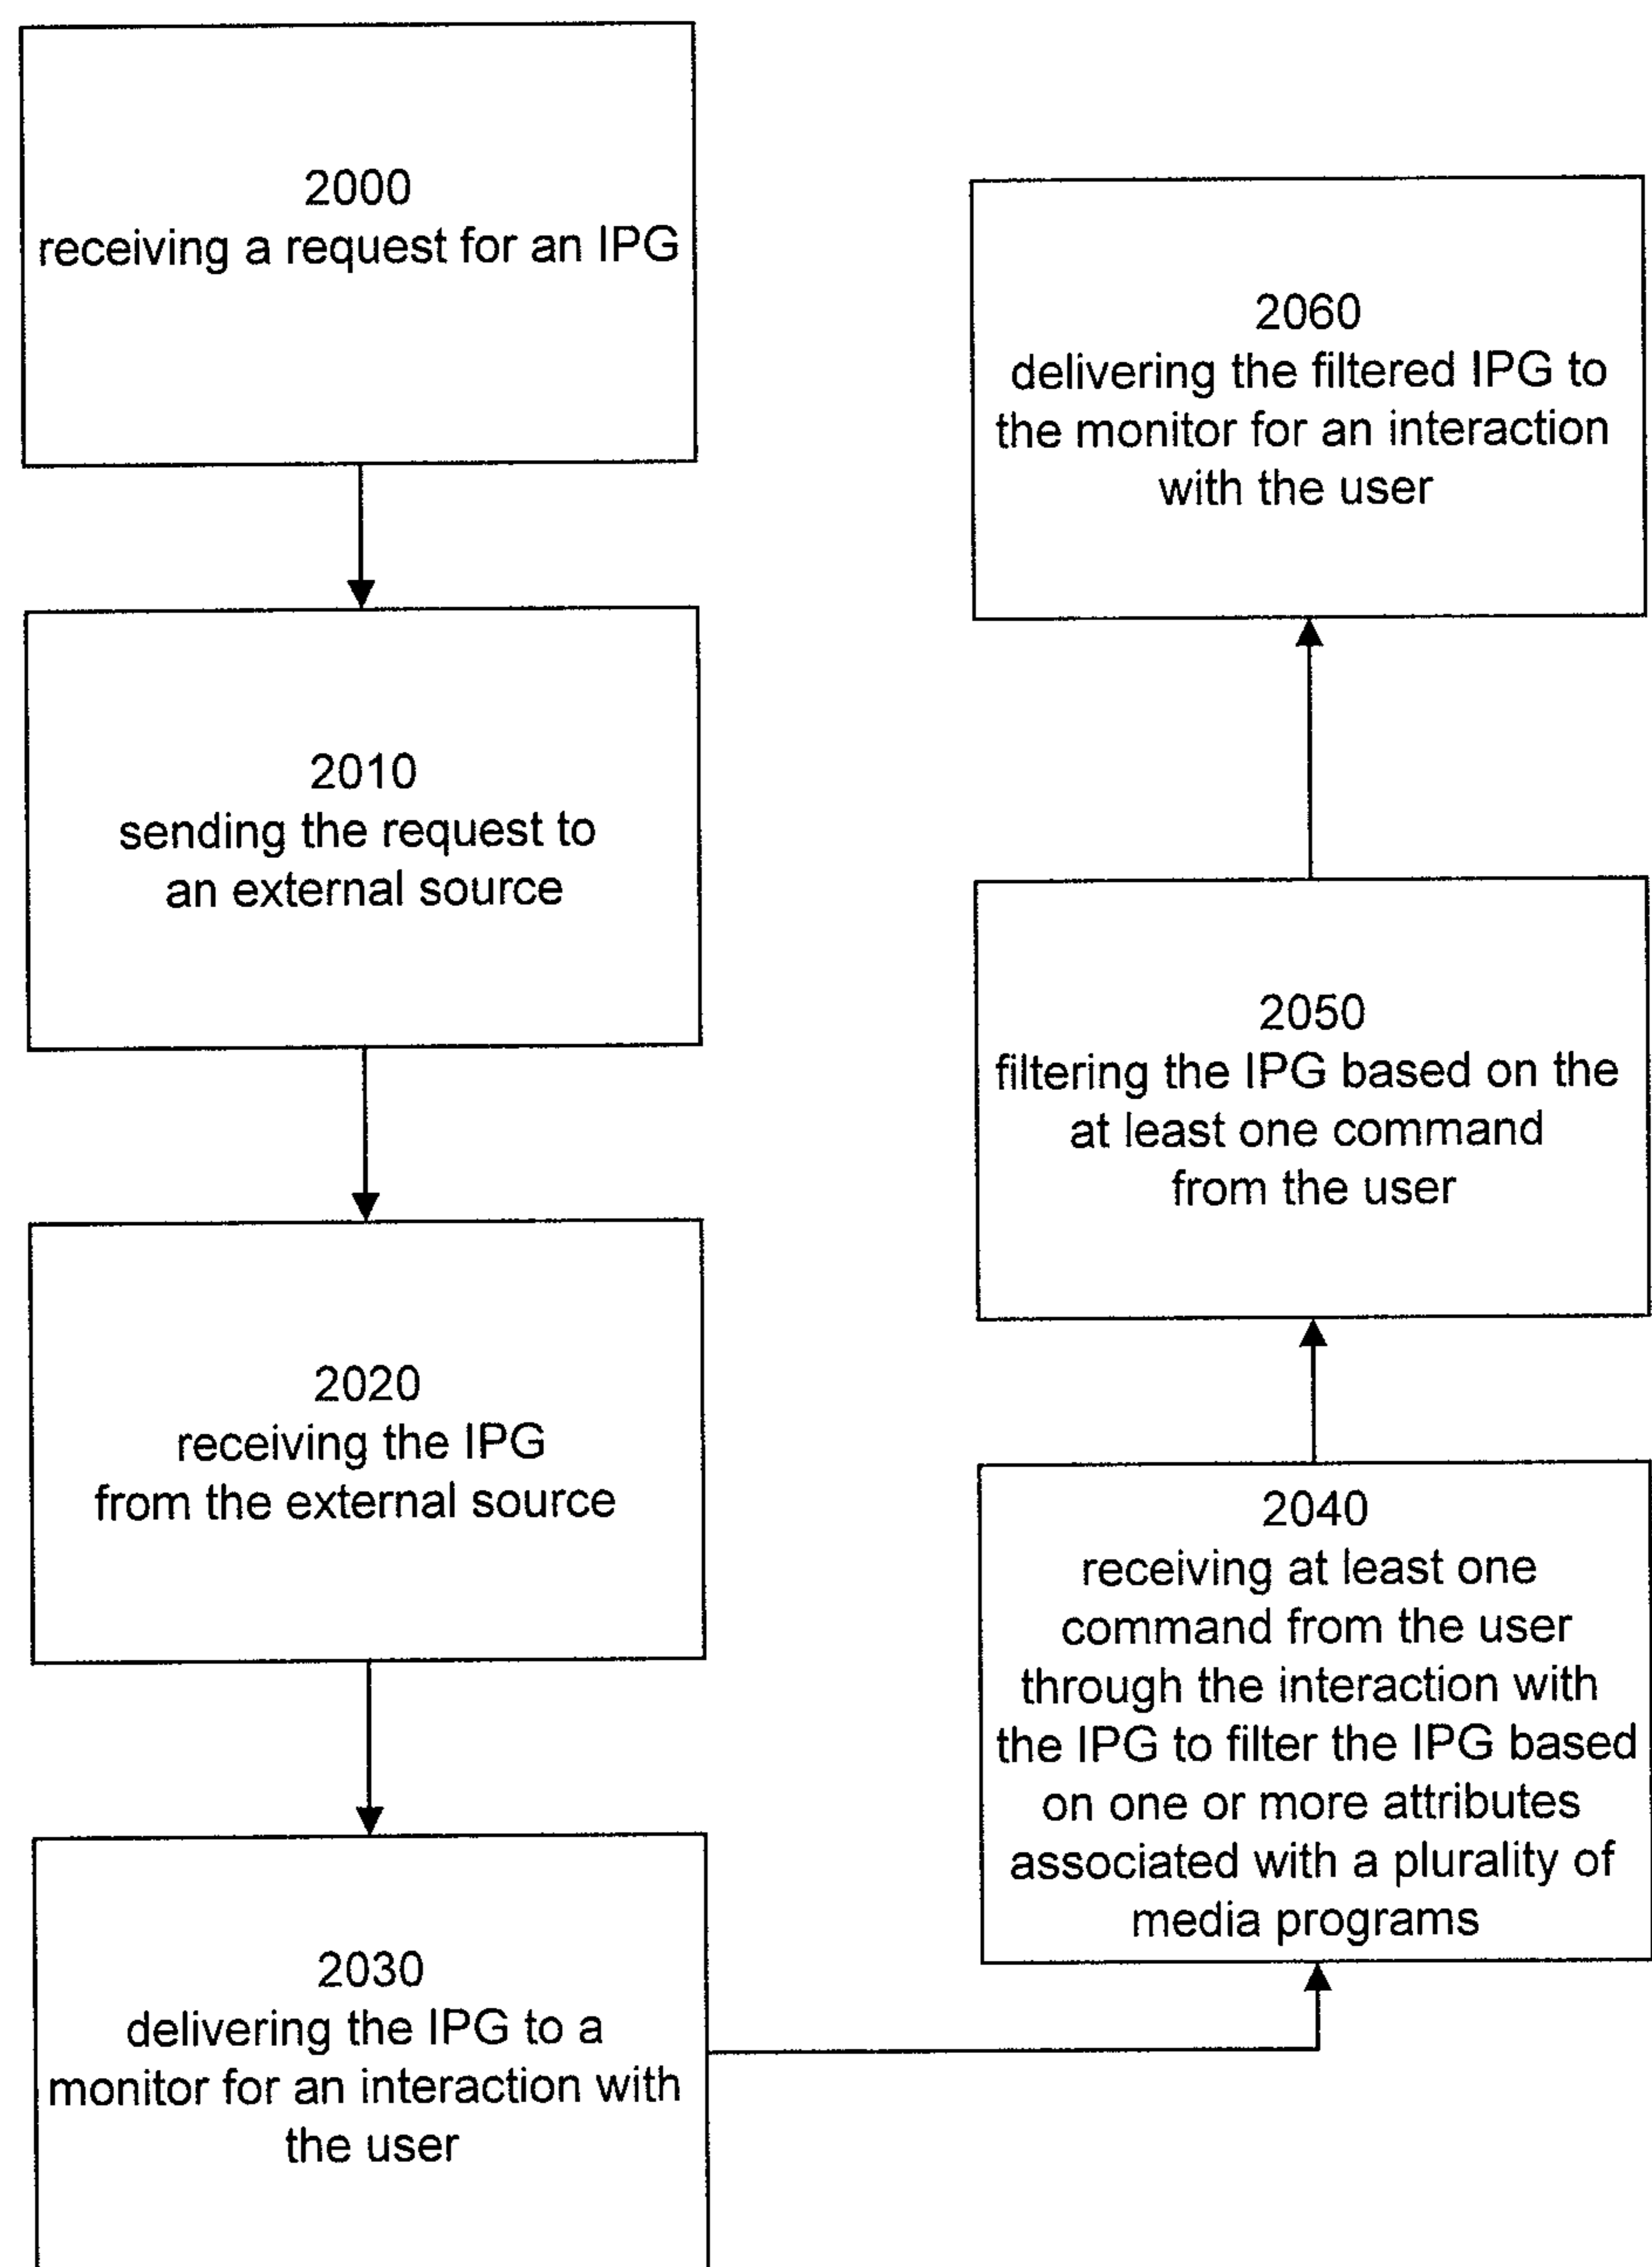 2000
receiving a request for an IPG
2010
sending the request to
an external source
2020
receiving the IPG
from the external source
2030
delivering the IPG to a
monitor for an interaction with
the user
2040
receiving at least one
command from the user
through the interaction with
the IPG to filter the IPG based
on one or more attributes
associated with a plurality of
media programs
2050
filtering the IPG based on the
at least one command
from the user
2060
delivering the filtered IPG to
the monitor for an interaction
with the user